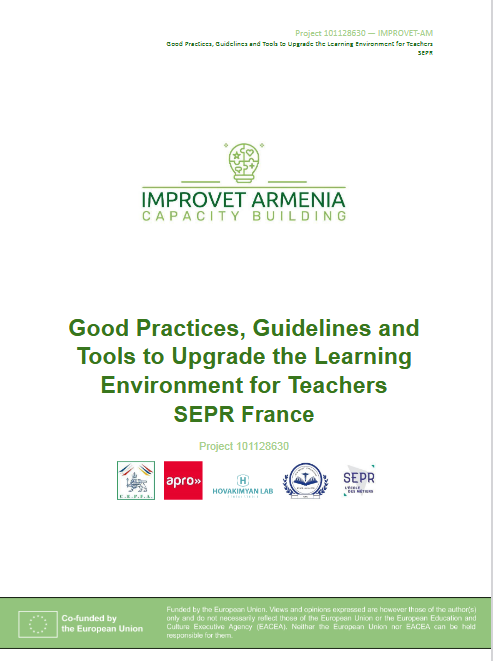 Project 101128630 — IMPROVET-AM
Good Practices, Guidelines and Tools to Upgrade the Learning Environment for Teachers
SEPR
IMPROVET ARMENIA
CAPACITY BUILDING
Good Practices, Guidelines and
Tools to Upgrade the Learning
Environment for Teachers
SEPR France
Project 101128630
C.E.P.F.A.
apro»
H
HOVAKIMYAN LAB
SEPR
L'ÉCOLE
DES MÉTIERS
Co-funded by
the European Union
Funded by the European Union. Views and opinions expressed are however those of the author(s)
only and do not necessarily reflect those of the European Union or the European Education and
Culture Executive Agency (EACEA). Neither the European Union nor EACEA can be held
responsible for them.